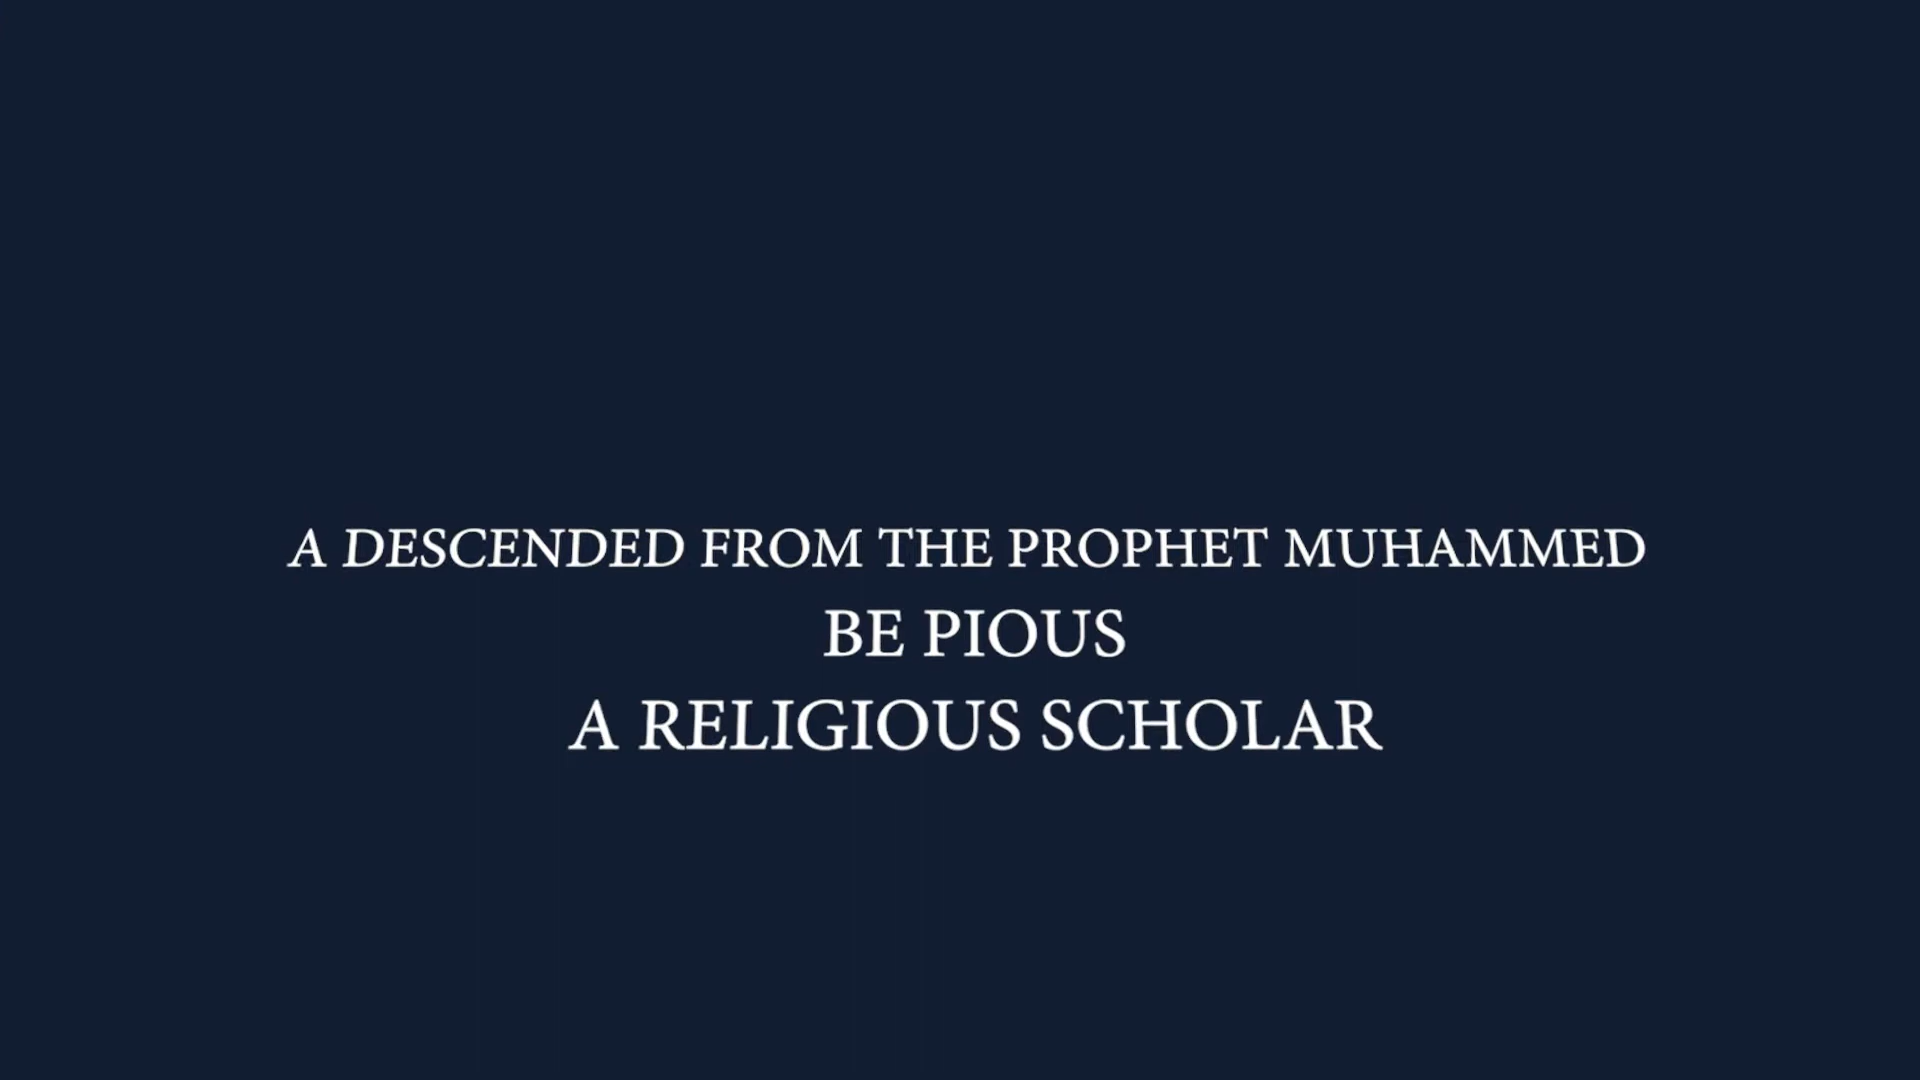 A DESCENDED FROM THE PROPHET MUHAMMED
BE PIOUS
A RELIGIOUS SCHOLAR